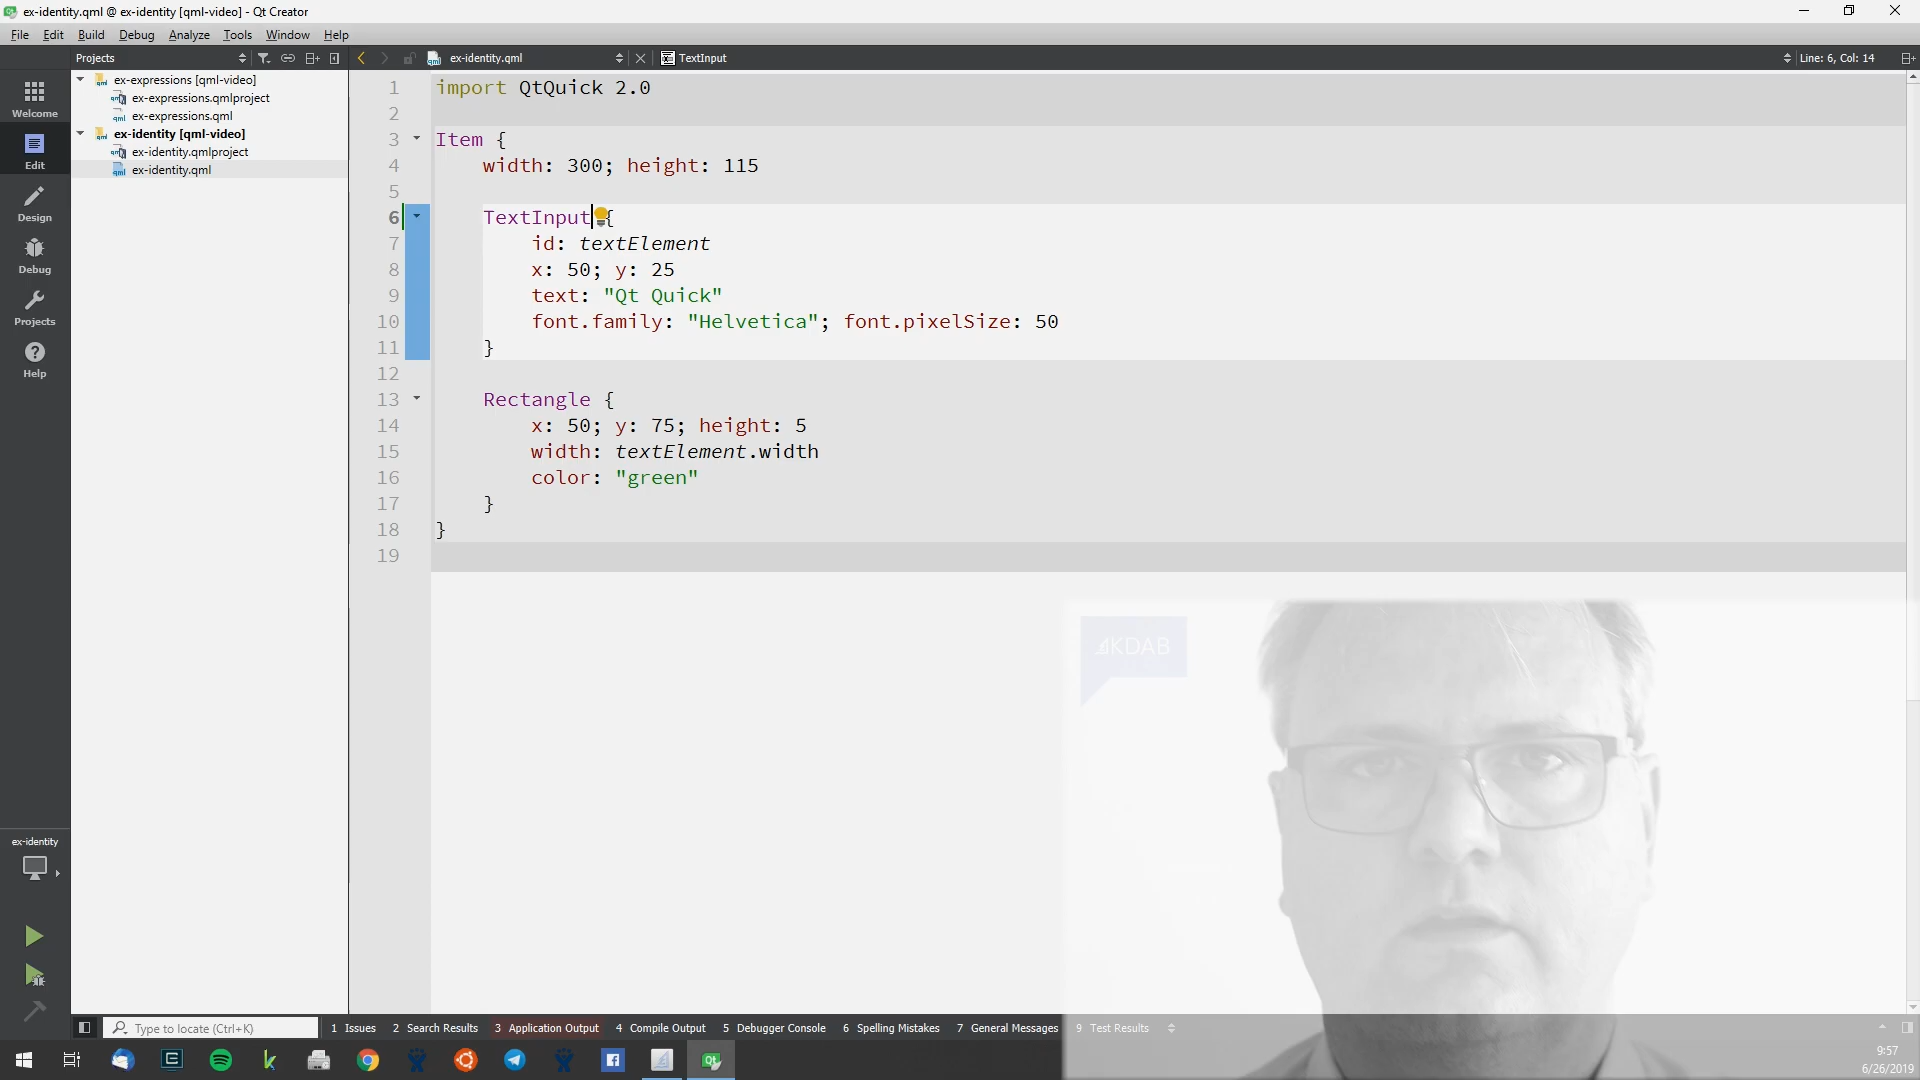 ex-identity.qml @ ex-identity [qml-video] - Qt Creator
File Edit Build Debug Analyze Tools Window Help
Projects
ex-identity.qml
TextInput
Line: 6, Col: 14
Welcome
Edit
Design
Debug
Projects
Help
ex-expressions [qml-video]
ex-expressions.qmlproject
ex-expressions.qml
ex-identity [qml-video]
ex-identity.qmlproject
ex-identity.qml
1 import QtQuick 2.0
2
3 Item {
4 width: 300; height: 115
5
6 TextInput {
7 id: textElement
8 x: 50; y: 25
9 text: "Qt Quick"
10 font.family: "Helvetica"; font.pixelSize: 50
11 }
12
13 Rectangle {
14 x: 50; y: 75; height: 5
15 width: textElement.width
16 color: "green"
17 }
18 }
19
KDAB
ex-identity
Type to locate (Ctrl+K)
1 Issues 2 Search Results 3 Application Output 4 Compile Output 5 Debugger Console 6 Spelling Mistakes 7 General Messages 9 Test Results
9:57
6/26/2019